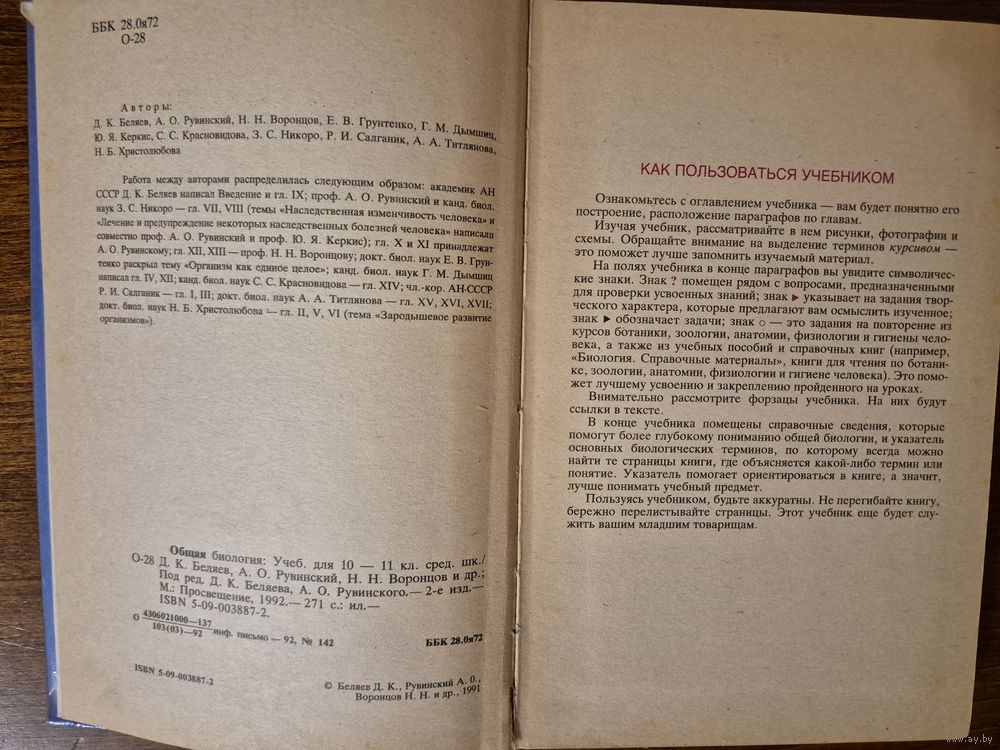 ББК 28.0я72
О-28
Авторы:
Д. К. Беляев, А. О. Рувинский, Н. Н. Воронцов, Е. В. Грунтенко, Г. М. Дымшиц,
Ю. Я. Керкис, С. С. Красновидова, З. С. Никоро, Р. И. Салганик, А. А. Титлянова,
Н. Б. Христолюбова
Работа между авторами распределилась следующим образом: академик АН
СССР Д. К. Беляев написал Введение и гл. IX; проф. А. О. Рувинский и канд. биол.
наук З. С. Никоро — гл. VII, VIII (темы «Наследственная изменчивость человека» и
«Лечение и предупреждение некоторых наследственных болезней человека» написали
совместно проф. А. О. Рувинский и проф. Ю. Я. Керкис); гл. X и XI принадлежат
А. О. Рувинскому; гл. XII, XIII — проф. Н. Н. Воронцову; докт. биол. наук Е. В. Грун-
тенко раскрыл тему «Организм как единое целое»; канд. биол. наук Г. М. Дымшиц
написал гл. IV, XII; канд. биол. наук С. С. Красновидова — гл. XIV; чл.-кор. АН СССР
Р. И. Салганик — гл. I, III; докт. биол. наук А. А. Титлянова — гл. XV, XVI, XVII;
докт. биол. наук Н. Б. Христолюбова — гл. II, V, VI (тема «Зародышевое развитие
организмов»).
Общая биология: Учеб. для 10 — 11 кл. сред. шк./
О-28 Д. К. Беляев, А. О. Рувинский, Н. Н. Воронцов и др.;
Под ред. Д. К. Беляева, А. О. Рувинского.— 2-е изд.—
М.: Просвещение, 1992.— 271 с.: ил.—
ISBN 5-09-003887-2.
О 4306021000—137
103(03)—92 инф. письмо — 92, № 142
ББК 28.0я72
ISBN 5-09-003887-2
© Беляев Д. К., Рувинский А. О.,
Воронцов Н. Н. и др., 1991
КАК ПОЛЬЗОВАТЬСЯ УЧЕБНИКОМ
Ознакомьтесь с оглавлением учебника — вам будет понятно его
построение, расположение параграфов по главам.
Изучая учебник, рассматривайте в нем рисунки, фотографии и
схемы. Обращайте внимание на выделение терминов курсивом —
это поможет лучше запомнить изучаемый материал.
На полях учебника в конце параграфов вы увидите символичес-
кие знаки. Знак ? помещен рядом с вопросами, предназначенными
для проверки усвоенных знаний; знак ► указывает на задания твор-
ческого характера, которые предлагают вам осмыслить изученное;
знак ► обозначает задачи; знак ○ — это задания на повторение из
курсов ботаники, зоологии, анатомии, физиологии и гигиены чело-
века, а также из учебных пособий и справочных книг (например,
«Биология. Справочные материалы», книги для чтения по ботани-
ке, зоологии, анатомии, физиологии и гигиене человека). Это помо-
жет лучшему усвоению и закреплению пройденного на уроках.
Внимательно рассмотрите форзацы учебника. На них будут
ссылки в тексте.
В конце учебника помещены справочные сведения, которые
помогут более глубокому пониманию общей биологии, и указатель
основных биологических терминов, по которому всегда можно
найти те страницы книги, где объясняется какой-либо термин или
понятие. Указатель помогает ориентироваться в книге, а значит,
лучше понимать учебный предмет.
Пользуясь учебником, будьте аккуратны. Не перегибайте книгу,
бережно перелистывайте страницы. Этот учебник еще будет слу-
жить вашим младшим товарищам.
www.ay.by